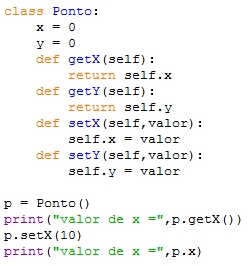 class Ponto:
    x = 0
    y = 0
    def getX(self):
        return self.x
    def getY(self):
        return self.y
    def setX(self,valor):
        self.x = valor
    def setY(self,valor):
        self.y = valor

p = Ponto()
print("valor de x =",p.getX())
p.setX(10)
print("valor de x =",p.x)